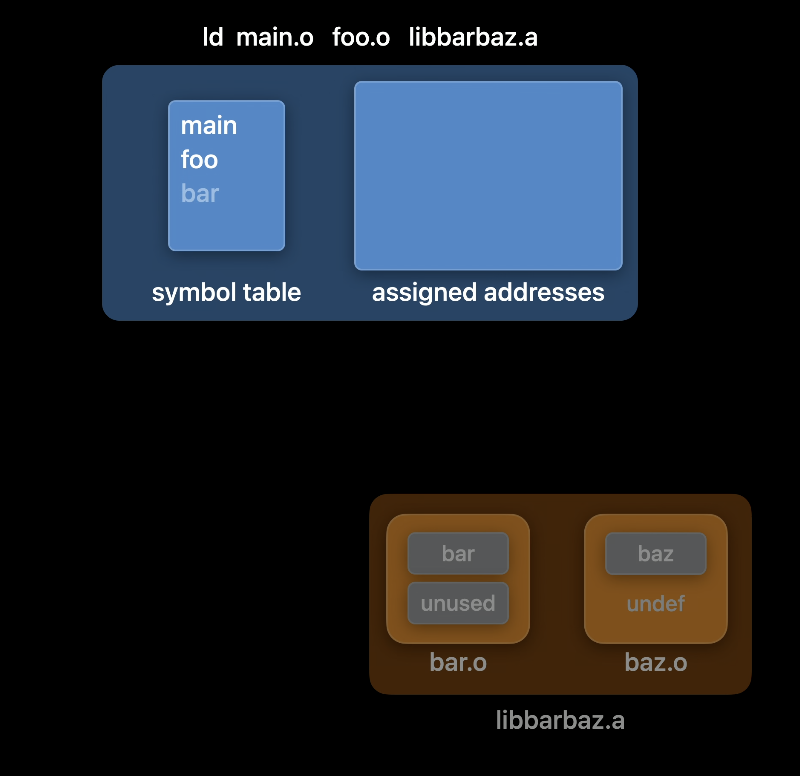 ld main.o foo.o libbarbaz.a
main
foo
bar
symbol table
assigned addresses
bar
unused
bar.o
baz
undef
baz.o
libbarbaz.a